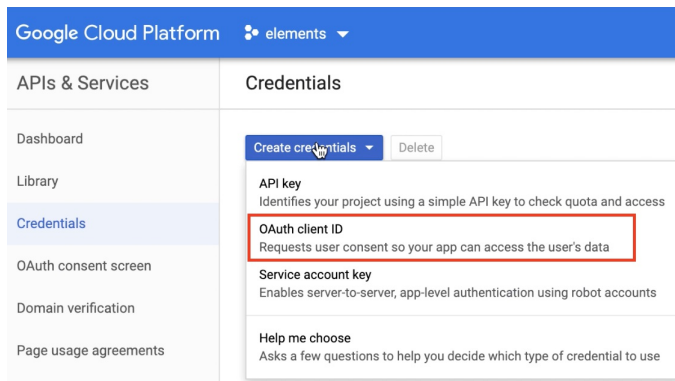 Google Cloud Platform elements
APIs & Services
Credentials
Dashboard
Library
Credentials
OAuth consent screen
Domain verification
Page usage agreements
Create credentials
Delete
API key
Identifies your project using a simple API key to check quota and access
OAuth client ID
Requests user consent so your app can access the user's data
Service account key
Enables server-to-server, app-level authentication using robot accounts
Help me choose
Asks a few questions to help you decide which type of credential to use